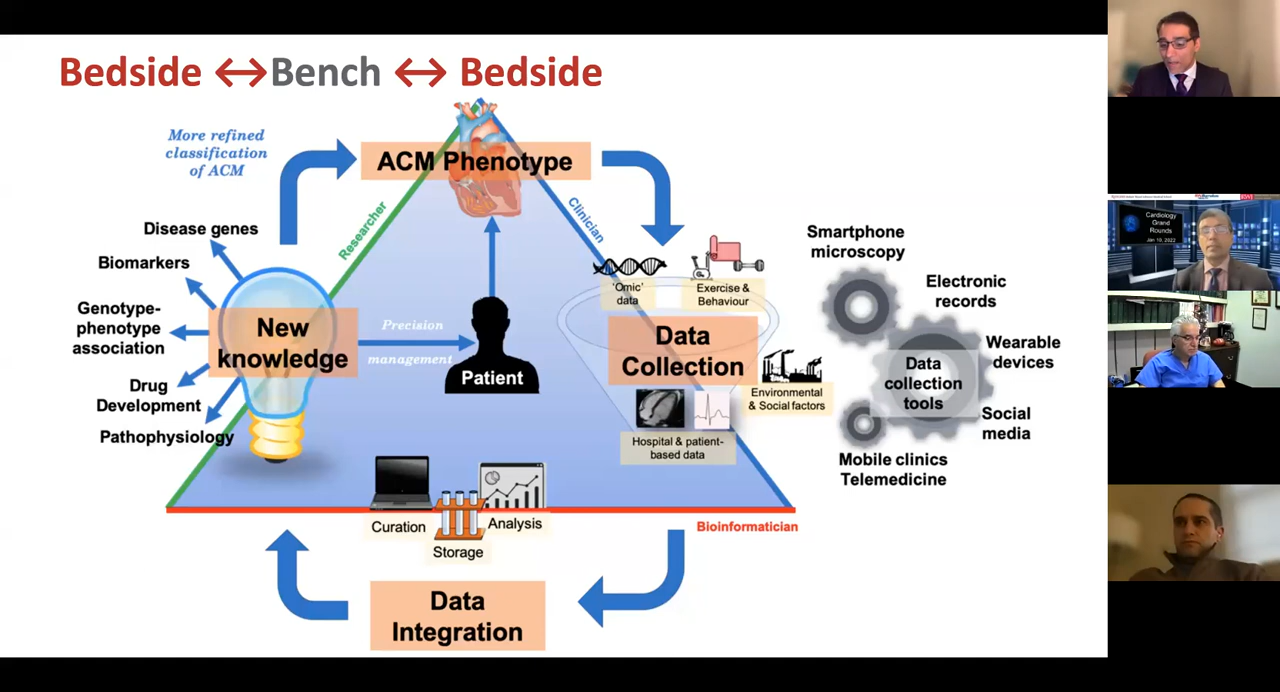 Bedside ↔Bench ↔ Bedside
More refined
classification
of ACM
ACM Phenotype
Researcher
Clinician
Disease genes
Biomarkers
Genotype-
phenotype
association
Drug
Development
Pathophysiology
New
knowledge
Precision
management
Patient
'Omic'
data
Exercise &
Behaviour
Data
Collection
Environmental
& Social factors
Hospital & patient-
based data
Smartphone
microscopy
Electronic
records
Wearable
devices
Data
collection
tools
Social
media
Mobile clinics
Telemedicine
Curation
Storage
Analysis
Bioinformatician
Data
Integration
Cardiology
Grand
Rounds
Jan 10, 2022